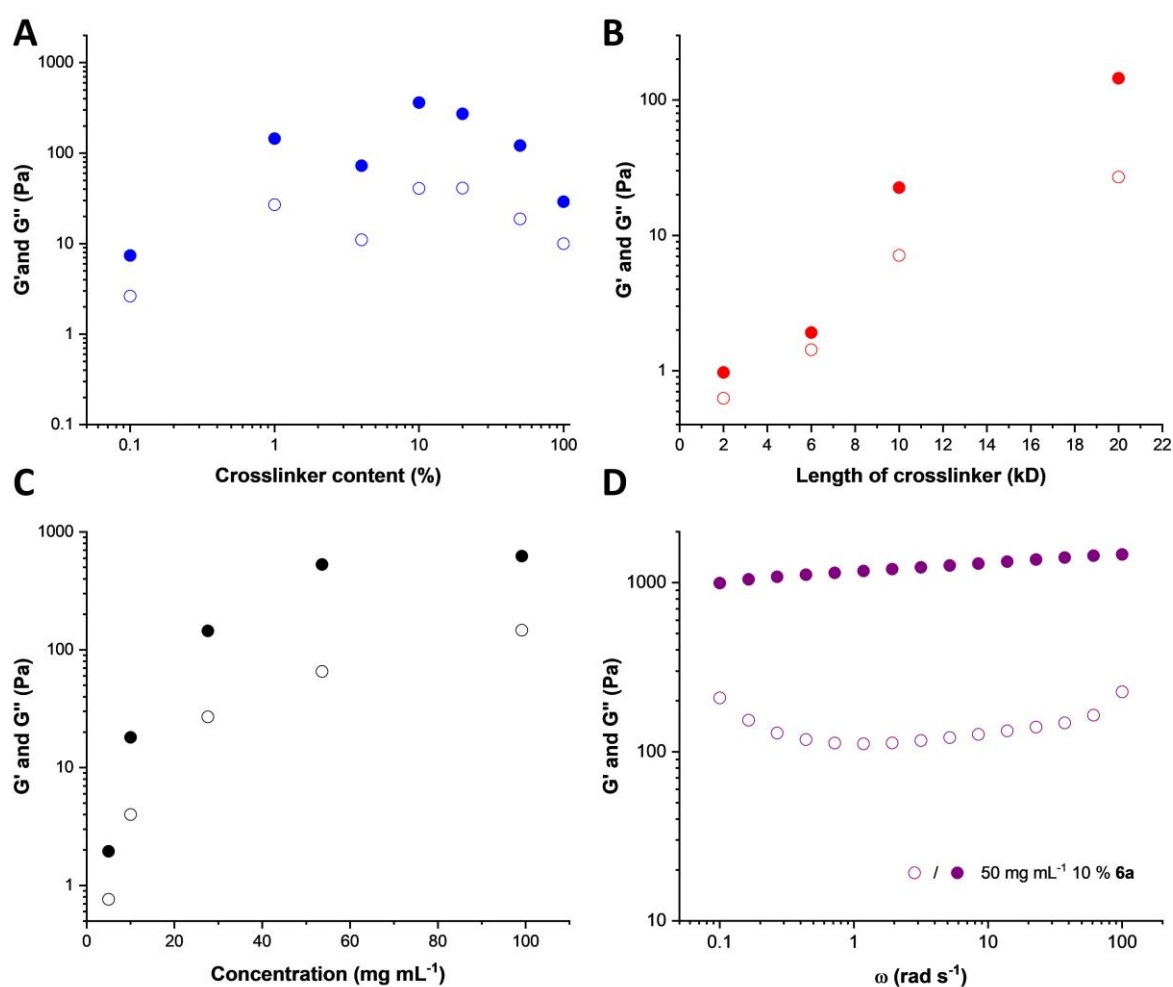 A
1000
100
10
1
0.1
G'and G" (Pa)
0.1
1
10
100
Crosslinker content (%)
B
100
10
1
G' and G" (Pa)
0 2 4 6 8 10 12 14 16 18 20 22
Length of crosslinker (kD)
C
1000
100
10
1
G' and G" (Pa)
0 20 40 60 80 100
Concentration (mg mL⁻¹)
D
1000
100
10
G' and G" (Pa)
○ / ● 50 mg mL⁻¹ 10 % 6a
0.1 1 10 100
ω (rad s⁻¹)